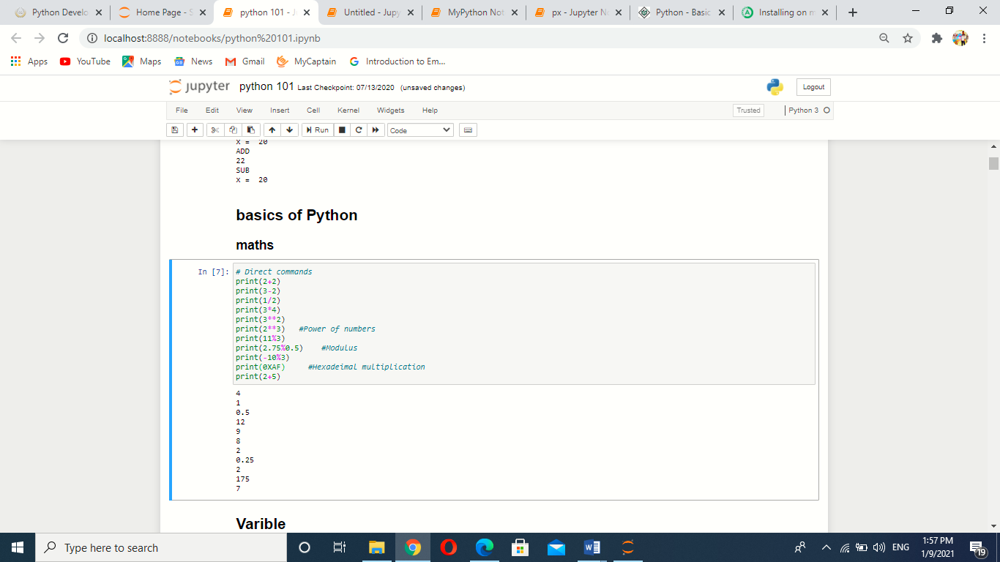 Python Develo
Home Page - S
python 101 - J
Untitled - Jupy
MyPython Not
px - Jupyter N
Python - Basic
Installing on m
localhost:8888/notebooks/python%20101.ipynb
Apps
YouTube
Maps
News
Gmail
MyCaptain
Introduction to Em...
jupyter python 101 Last Checkpoint: 07/13/2020 (unsaved changes)
Logout
File Edit View Insert Cell Kernel Widgets Help
Trusted
Python 3
Run
Code
x = 20
ADD
22
SUB
x = 20
basics of Python
maths
In [7]:
# Direct commands
print(2+2)
print(3-2)
print(1/2)
print(3*4)
print(3**2)
print(2**3) #Power of numbers
print(11%3)
print(2.75%0.5) #Modulus
print(-10%3)
print(0XAF) #Hexadeimal multiplication
print(2+5)
4
1
0.5
12
9
8
2
0.25
2
175
7
Varible
Type here to search
ENG
1:57 PM
1/9/2021
19